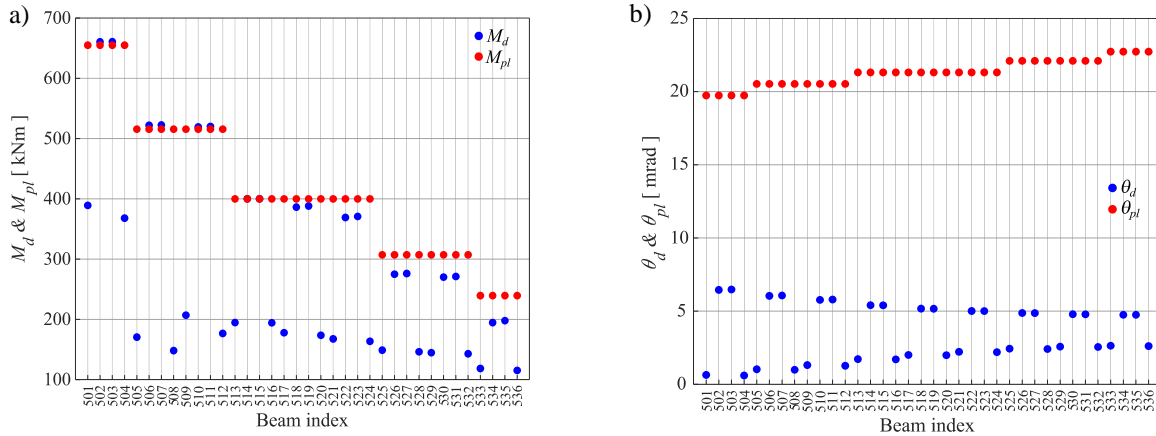 a)
M_d & M_pl [ kNm]
700
600
500
400
300
200
100
M_d
M_pl
501 502 503 504 505 506 507 508 509 510 511 512 513 514 515 516 517 518 519 520 521 522 523 524 525 526 527 528 529 530 531 532 533 534 535 536
Beam index
b)
θ_d & θ_pl [ mrad]
25
20
15
10
5
0
θ_d
θ_pl
501 502 503 504 505 506 507 508 509 510 511 512 513 514 515 516 517 518 519 520 521 522 523 524 525 526 527 528 529 530 531 532 533 534 535 536
Beam index